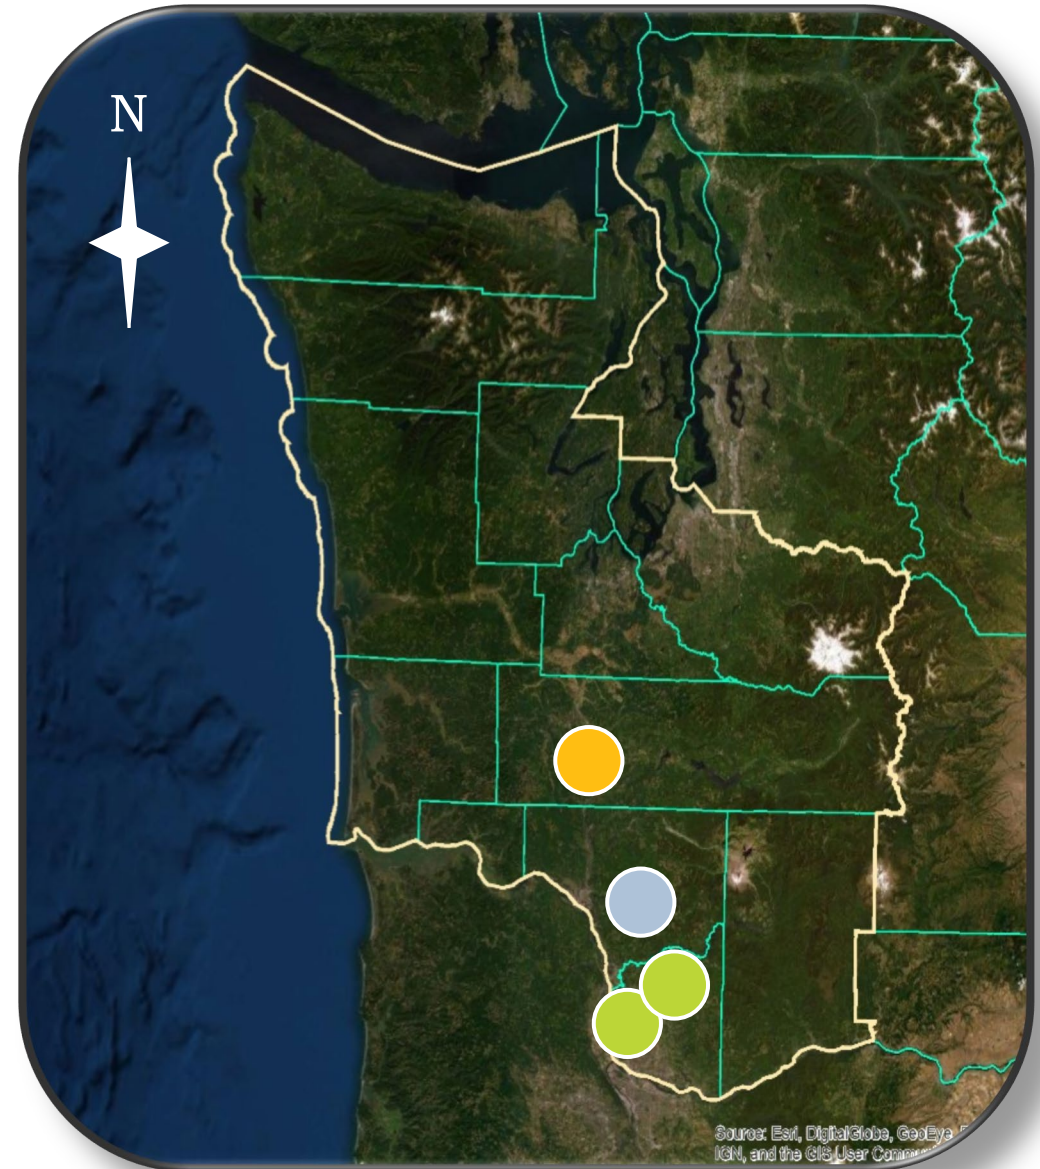 N
Source: Esri, DigitalGlobe, GeoEye,
IGN, and the GIS User